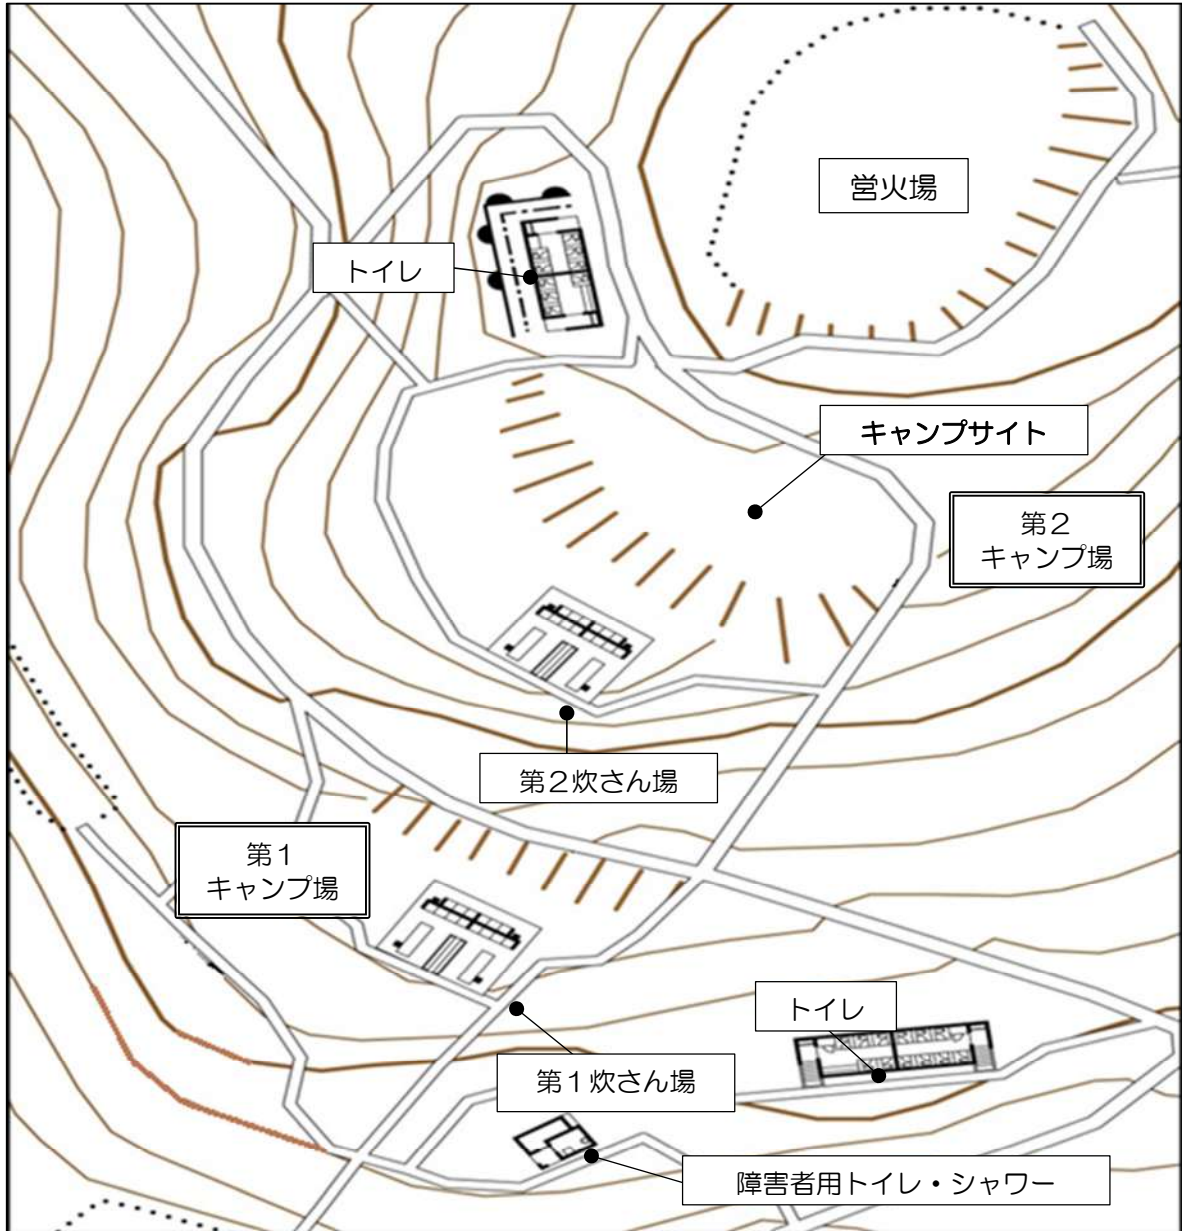 営火場
トイレ
キャンプサイト
第2
キャンプ場
第2炊さん場
第1
キャンプ場
トイレ
第1炊さん場
障害者用トイレ・シャワー